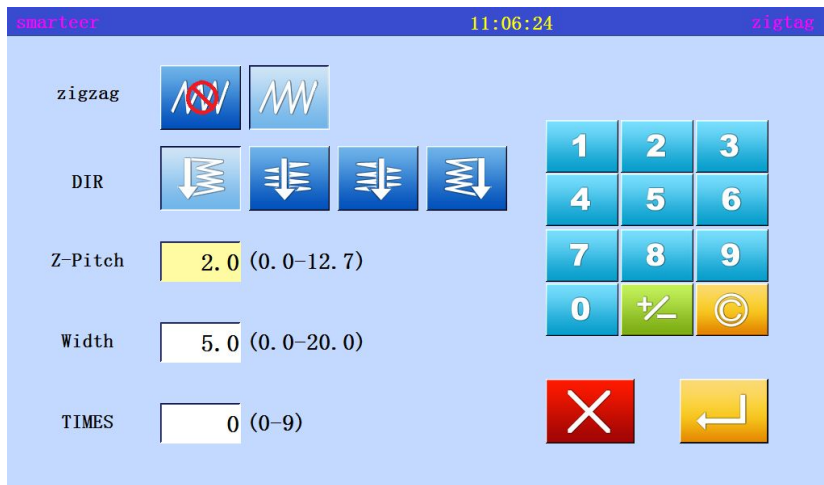 smarteer 11:06:24 zigtag
zigzag
DIR
Z-Pitch 2.0 (0.0-12.7)
Width 5.0 (0.0-20.0)
TIMES 0 (0-9)
1 2 3
4 5 6
7 8 9
0 +/- ©